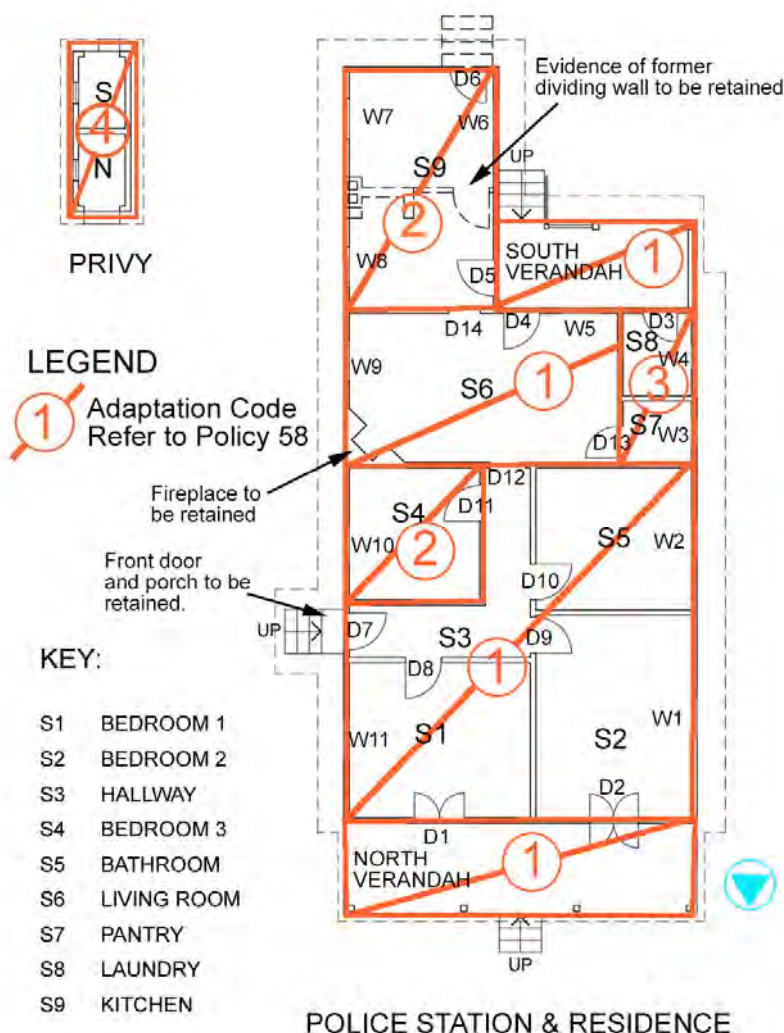 D6
Evidence of former
dividing wall to be retained
W7
W6
S
4
N
S9
UP
2
PRIVY
SOUTH
VERANDAH
1
W8
D5
D14
D4
W5
D3
S8
W4
LEGEND
1
Adaptation Code
Refer to Policy 58
W9
S6
1
3
S7
W3
D13
Fireplace to
be retained
D12
D11
S4
W10
2
S5
W2
Front door
and porch to be
retained.
D10
UP
D7
S3
D9
1
D8
W11
S1
S2
W1
D2
D1
NORTH
VERANDAH
1
UP
KEY:
S1 BEDROOM 1
S2 BEDROOM 2
S3 HALLWAY
S4 BEDROOM 3
S5 BATHROOM
S6 LIVING ROOM
S7 PANTRY
S8 LAUNDRY
S9 KITCHEN
POLICE STATION & RESIDENCE